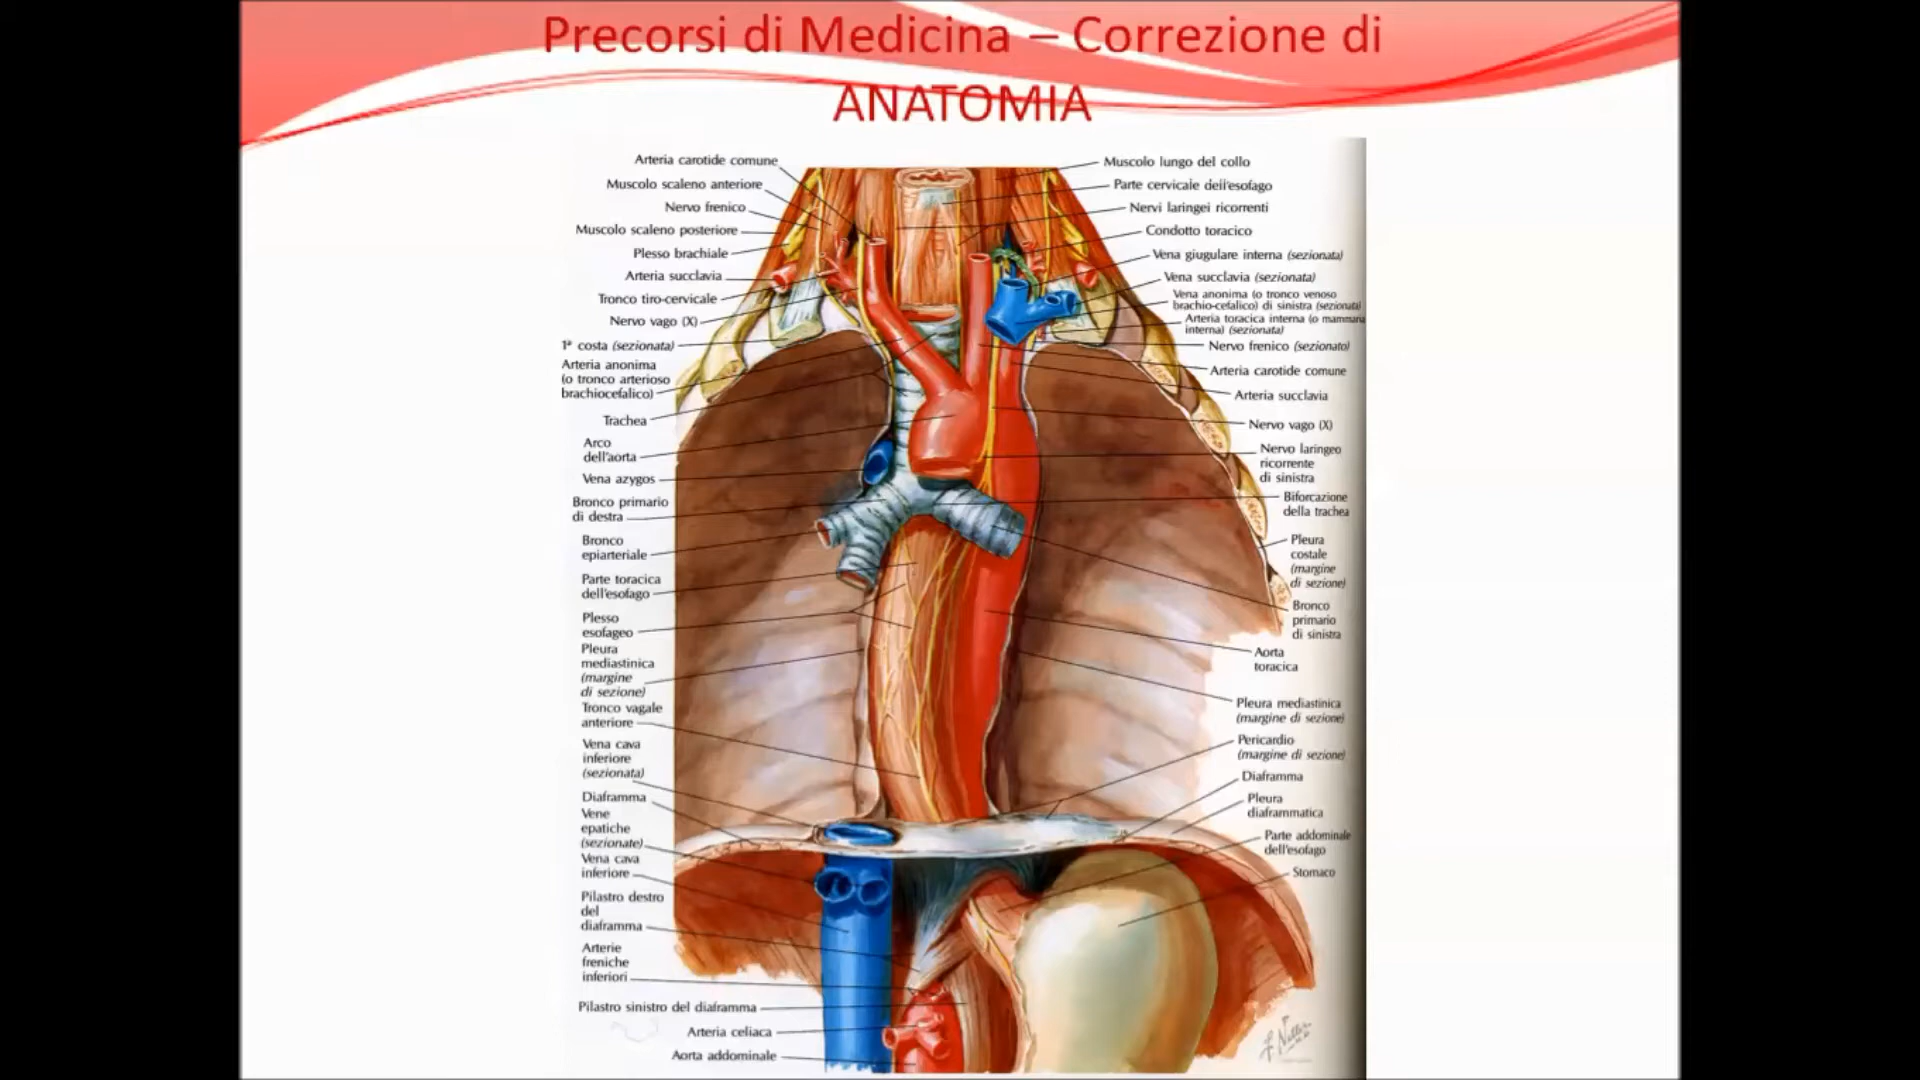 Precorsi di Medicina – Correzione di
ANATOMIA
Arteria carotide comune
Muscolo scaleno anteriore
Nervo frenico
Muscolo scaleno posteriore
Plesso brachiale
Arteria succlavia
Tronco tiro-cervicale
Nervo vago (X)
1ª costa (sezionata)
Arteria anonima
(o tronco arterioso
brachiocefalico)
Trachea
Arco
dell'aorta
Vena azygos
Bronco primario
di destra
Bronco
epiarteriale
Parte toracica
dell'esofago
Plesso
esofageo
Pleura
mediastinica
(margine
di sezione)
Tronco vagale
anteriore
Vena cava
inferiore
(sezionata)
Diaframma
Vene
epatiche
(sezionate)
Vena cava
inferiore
Pilastro destro
del
diaframma
Arterie
freniche
inferiori
Pilastro sinistro del diaframma
Arteria celiaca
Aorta addominale
Muscolo lungo del collo
Parte cervicale dell'esofago
Nervi laringei ricorrenti
Condotto toracico
Vena giugulare interna (sezionata)
Vena succlavia (sezionata)
Vena anonima (o tronco venoso
brachio-cefalico) di sinistra (sezionata)
Arteria toracica interna (o mammaria
interna) (sezionata)
Nervo frenico (sezionato)
Arteria carotide comune
Arteria succlavia
Nervo vago (X)
Nervo laringeo
ricorrente
di sinistra
Biforcazione
della trachea
Pleura
costale
(margine
di sezione)
Bronco
primario
di sinistra
Aorta
toracica
Pleura mediastinica
(margine di sezione)
Pericardio
(margine di sezione)
Diaframma
Pleura
diaframmatica
Parte addominale
dell'esofago
Stomaco
F. Netter